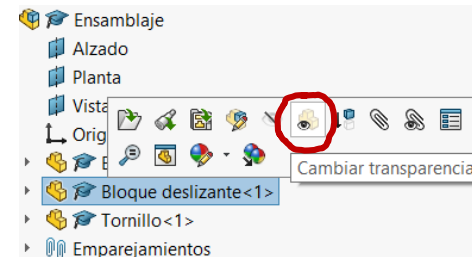 Ensamblaje
Alzado
Planta
Vista
Orig
Cambiar transparencia
Bloque deslizante<1>
Tornillo<1>
Emparejamientos